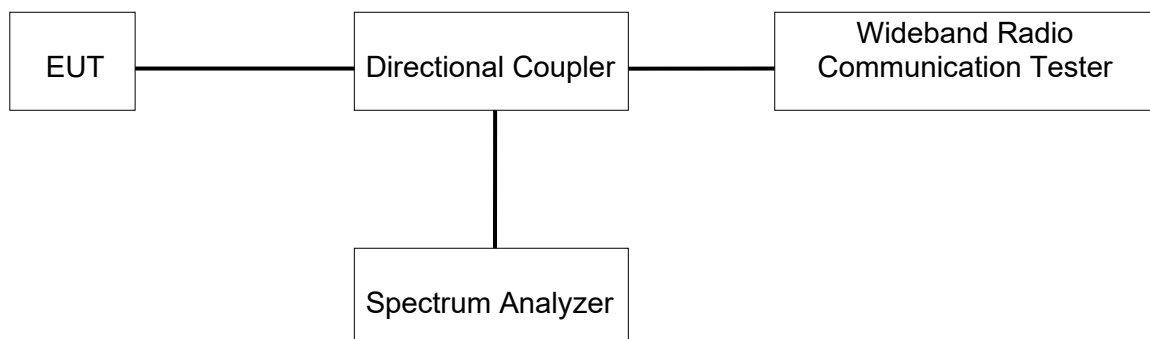 EUT
Directional Coupler
Wideband Radio
Communication Tester
Spectrum Analyzer